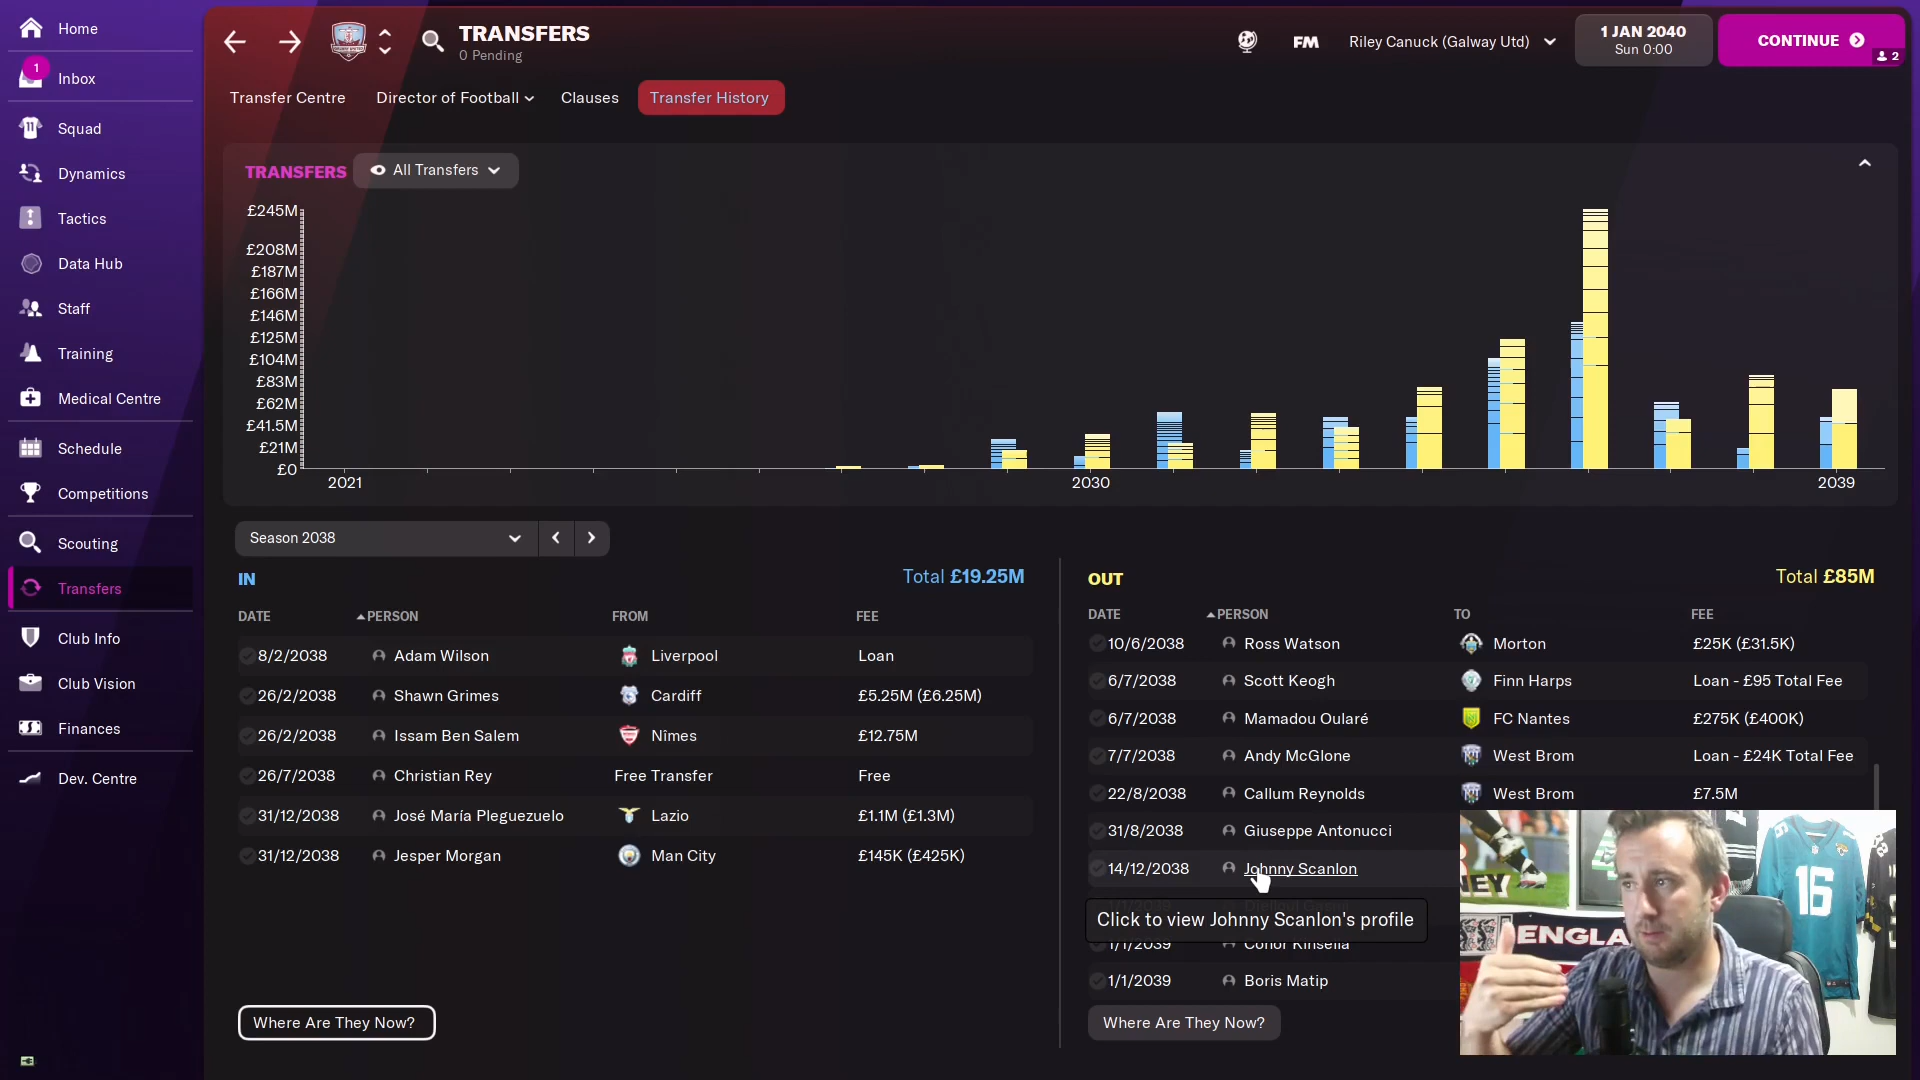 Home
1
Inbox
Squad
Dynamics
Tactics
Data Hub
Staff
Training
Medical Centre
Schedule
Competitions
Scouting
Transfers
Club Info
Club Vision
Finances
Dev. Centre
TRANSFERS
0 Pending
FM
Riley Canuck (Galway Utd)
1 JAN 2040
Sun 0:00
CONTINUE
2
Transfer Centre
Director of Football
Clauses
Transfer History
TRANSFERS
All Transfers
£245M
£208M
£187M
£166M
£146M
£125M
£104M
£83M
£62M
£41.5M
£21M
£0
2021
2030
2039
Season 2038
IN
Total £19.25M
DATE PERSON FROM FEE
8/2/2038 Adam Wilson Liverpool Loan
26/2/2038 Shawn Grimes Cardiff £5.25M (£6.25M)
26/2/2038 Issam Ben Salem Nîmes £12.75M
26/7/2038 Christian Rey Free Transfer Free
31/12/2038 José María Pleguezuelo Lazio £1.1M (£1.3M)
31/12/2038 Jesper Morgan Man City £145K (£425K)
Where Are They Now?
OUT
Total £85M
DATE PERSON TO FEE
10/6/2038 Ross Watson Morton £25K (£31.5K)
6/7/2038 Scott Keogh Finn Harps Loan - £95 Total Fee
6/7/2038 Mamadou Oularé FC Nantes £275K (£400K)
7/7/2038 Andy McGlone West Brom Loan - £24K Total Fee
22/8/2038 Callum Reynolds West Brom £7.5M
31/8/2038 Giuseppe Antonucci
14/12/2038 Johnny Scanlon
Click to view Johnny Scanlon's profile
1/1/2039 Conor Kinsella
1/1/2039 Boris Matip
Where Are They Now?
NEY
ENGLA
16